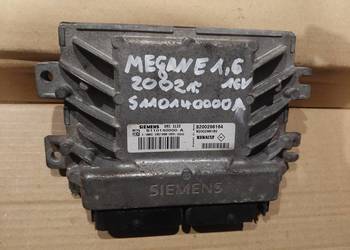 MEGANE 1,6
2002r. 16V
S110140000A
SIEMENS
S110140000 A
8200298184
RENAULT
SIEMENS